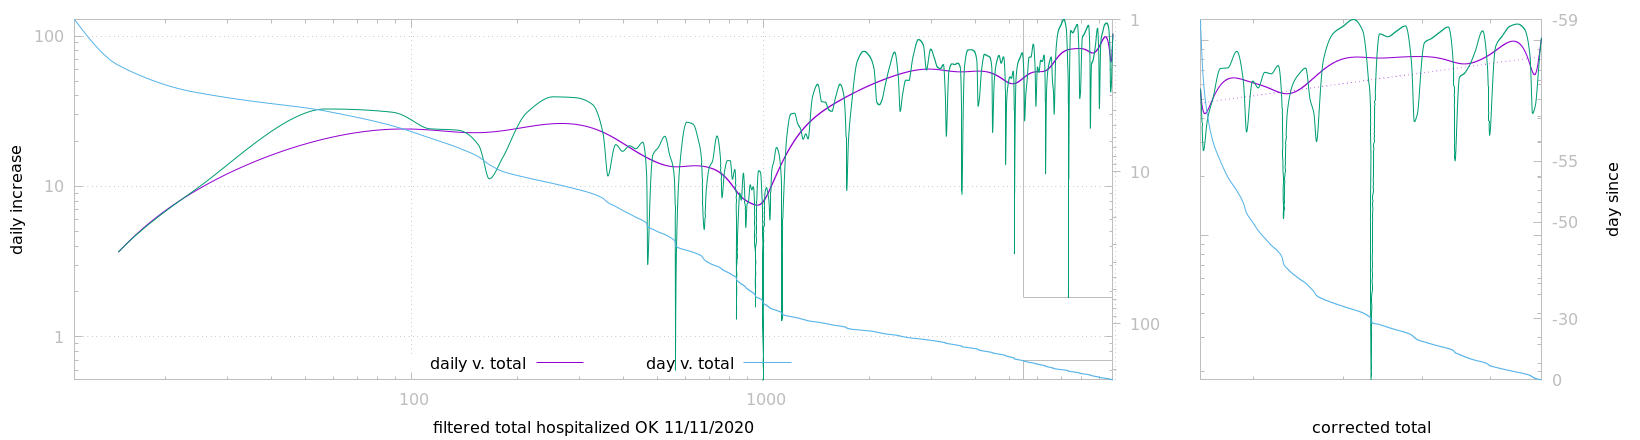 100
10
1
daily increase
100
1000
filtered total hospitalized OK 11/11/2020
daily v. total
day v. total
1
10
100
corrected total
-59
-55
-50
-30
0
day since